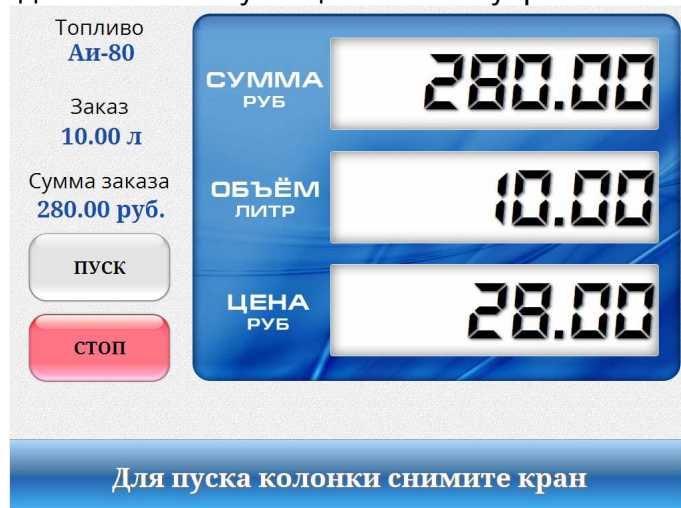 Топливо
Аи-80
Заказ
10.00 л
Сумма заказа
280.00 руб.
ПУСК
СТОП
СУММА
РУБ
280.00
ОБЪЁМ
ЛИТР
10.00
ЦЕНА
РУБ
28.00
Для пуска колонки снимите кран